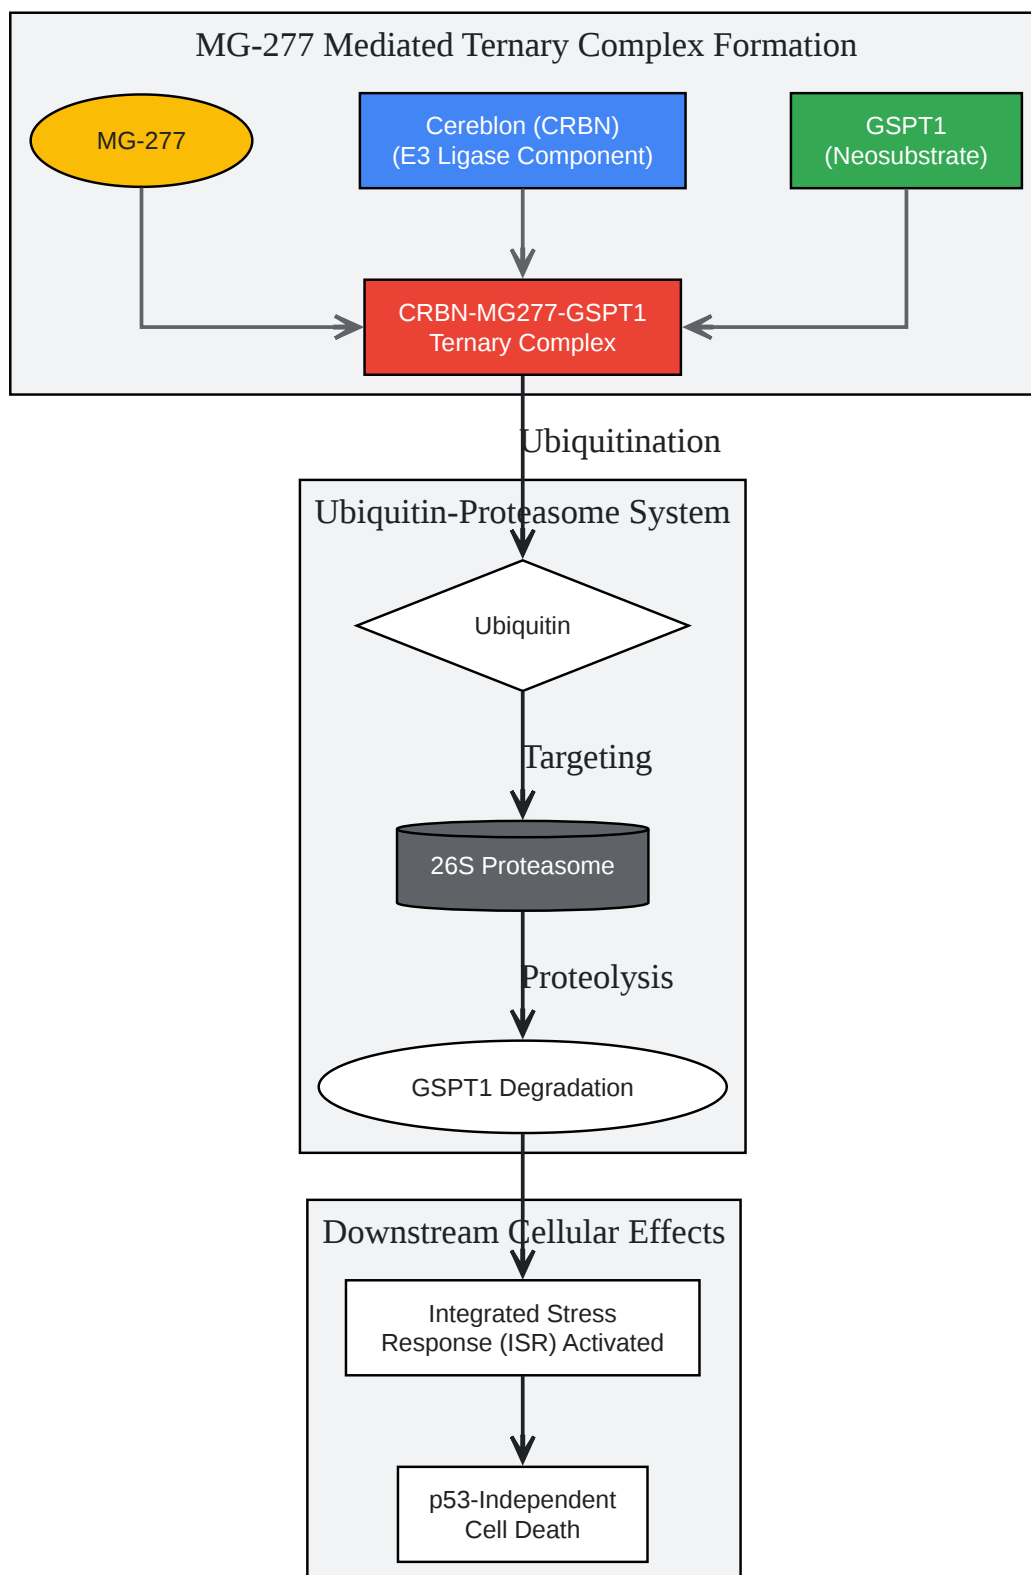 MG-277 Mediated Ternary Complex Formation
MG-277
Cereblon (CRBN)
(E3 Ligase Component)
GSPT1
(Neosubstrate)
CRBN-MG277-GSPT1
Ternary Complex
Ubiquitination
Ubiquitin-Proteasome System
Ubiquitin
Targeting
26S Proteasome
Proteolysis
GSPT1 Degradation
Downstream Cellular Effects
Integrated Stress
Response (ISR) Activated
p53-Independent
Cell Death